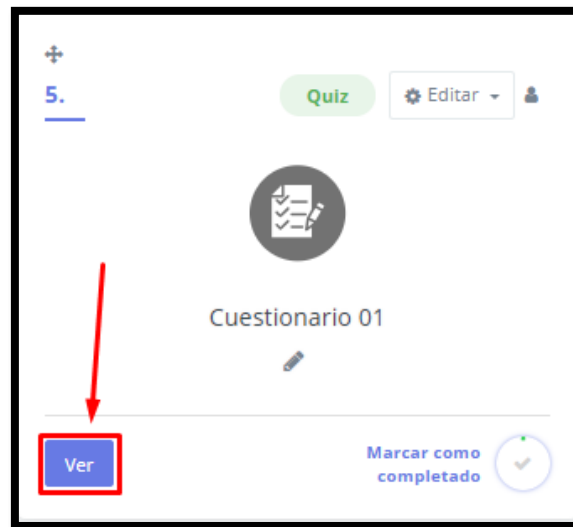 5.
Quiz
Editar
Cuestionario 01
Ver
Marcar como
completado